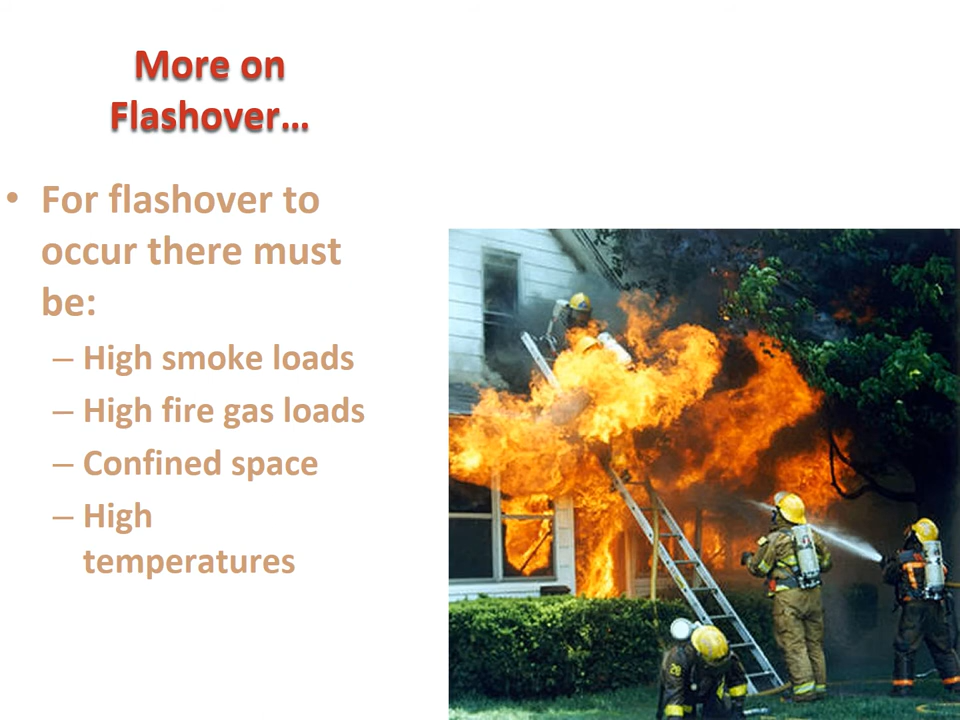 More on
Flashover…
• For flashover to
occur there must
be:
– High smoke loads
– High fire gas loads
– Confined space
– High
temperatures
28